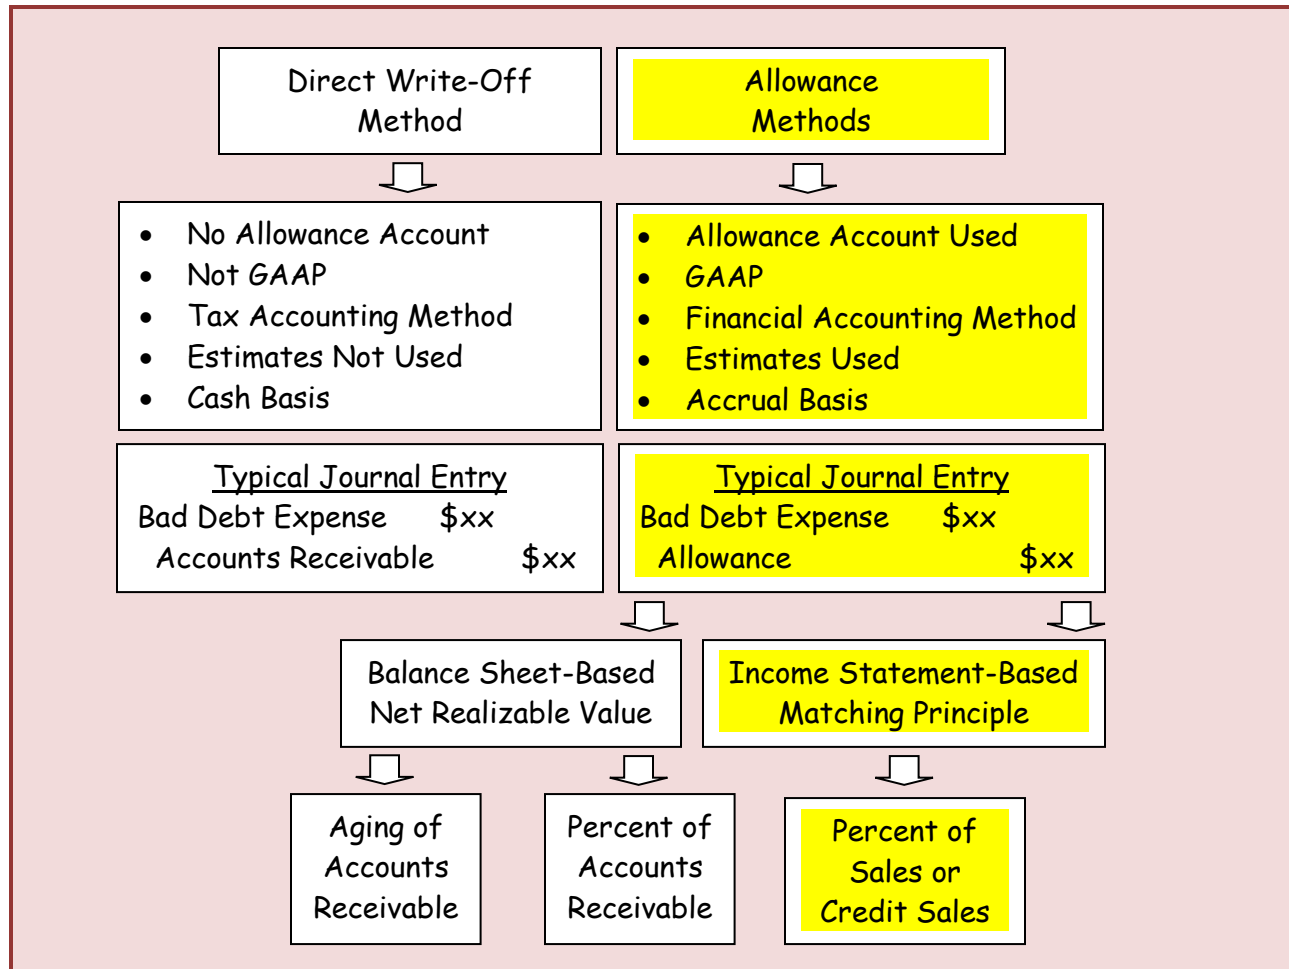 Direct Write-Off
Method
Allowance
Methods
• No Allowance Account
• Not GAAP
• Tax Accounting Method
• Estimates Not Used
• Cash Basis
• Allowance Account Used
• GAAP
• Financial Accounting Method
• Estimates Used
• Accrual Basis
Typical Journal Entry
Bad Debt Expense $xx
Accounts Receivable $xx
Typical Journal Entry
Bad Debt Expense $xx
Allowance $xx
Balance Sheet-Based
Net Realizable Value
Income Statement-Based
Matching Principle
Aging of
Accounts
Receivable
Percent of
Accounts
Receivable
Percent of
Sales or
Credit Sales